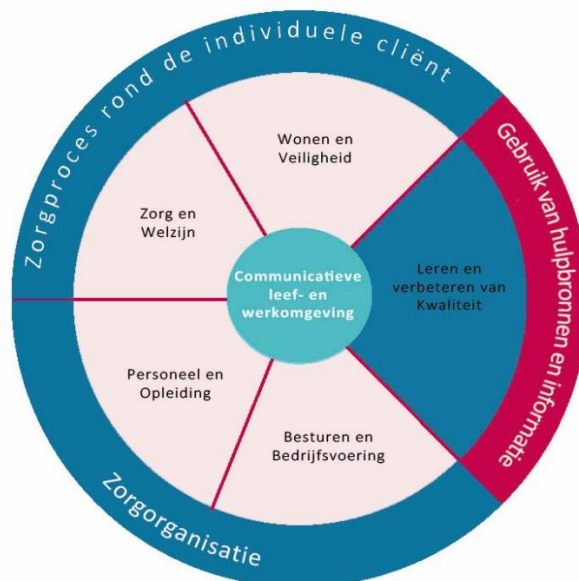 Zorgproces rond de individuele cliënt
Gebruik van hulpbronnen en informatie
Zorgorganisatie
Wonen en
Veiligheid
Zorg en
Welzijn
Communicatieve
leef- en
werkomgeving
Leren en
verbeteren van
Kwaliteit
Personeel en
Opleiding
Besturen en
Bedrijfsvoering